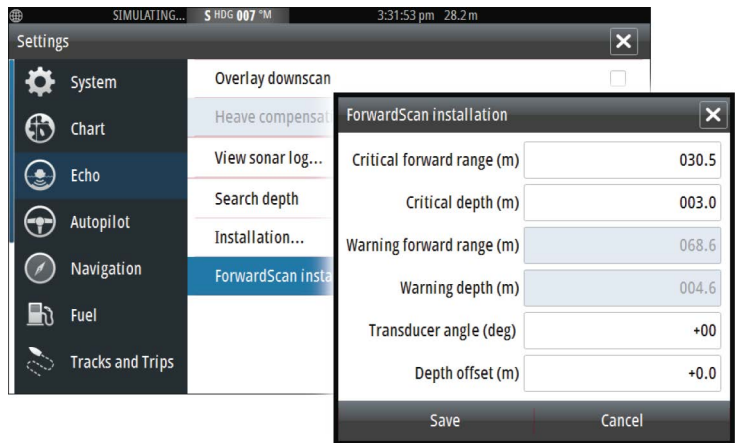 SIMULATING... S HDG 007 °M 3:31:53 pm 28.2 m
Settings
System
Chart
Echo
Autopilot
Navigation
Fuel
Tracks and Trips
Overlay downscan
Heave compensat
View sonar log...
Search depth
Installation...
ForwardScan insta
ForwardScan installation
Critical forward range (m) 030.5
Critical depth (m) 003.0
Warning forward range (m) 068.6
Warning depth (m) 004.6
Transducer angle (deg) +00
Depth offset (m) +0.0
Save Cancel